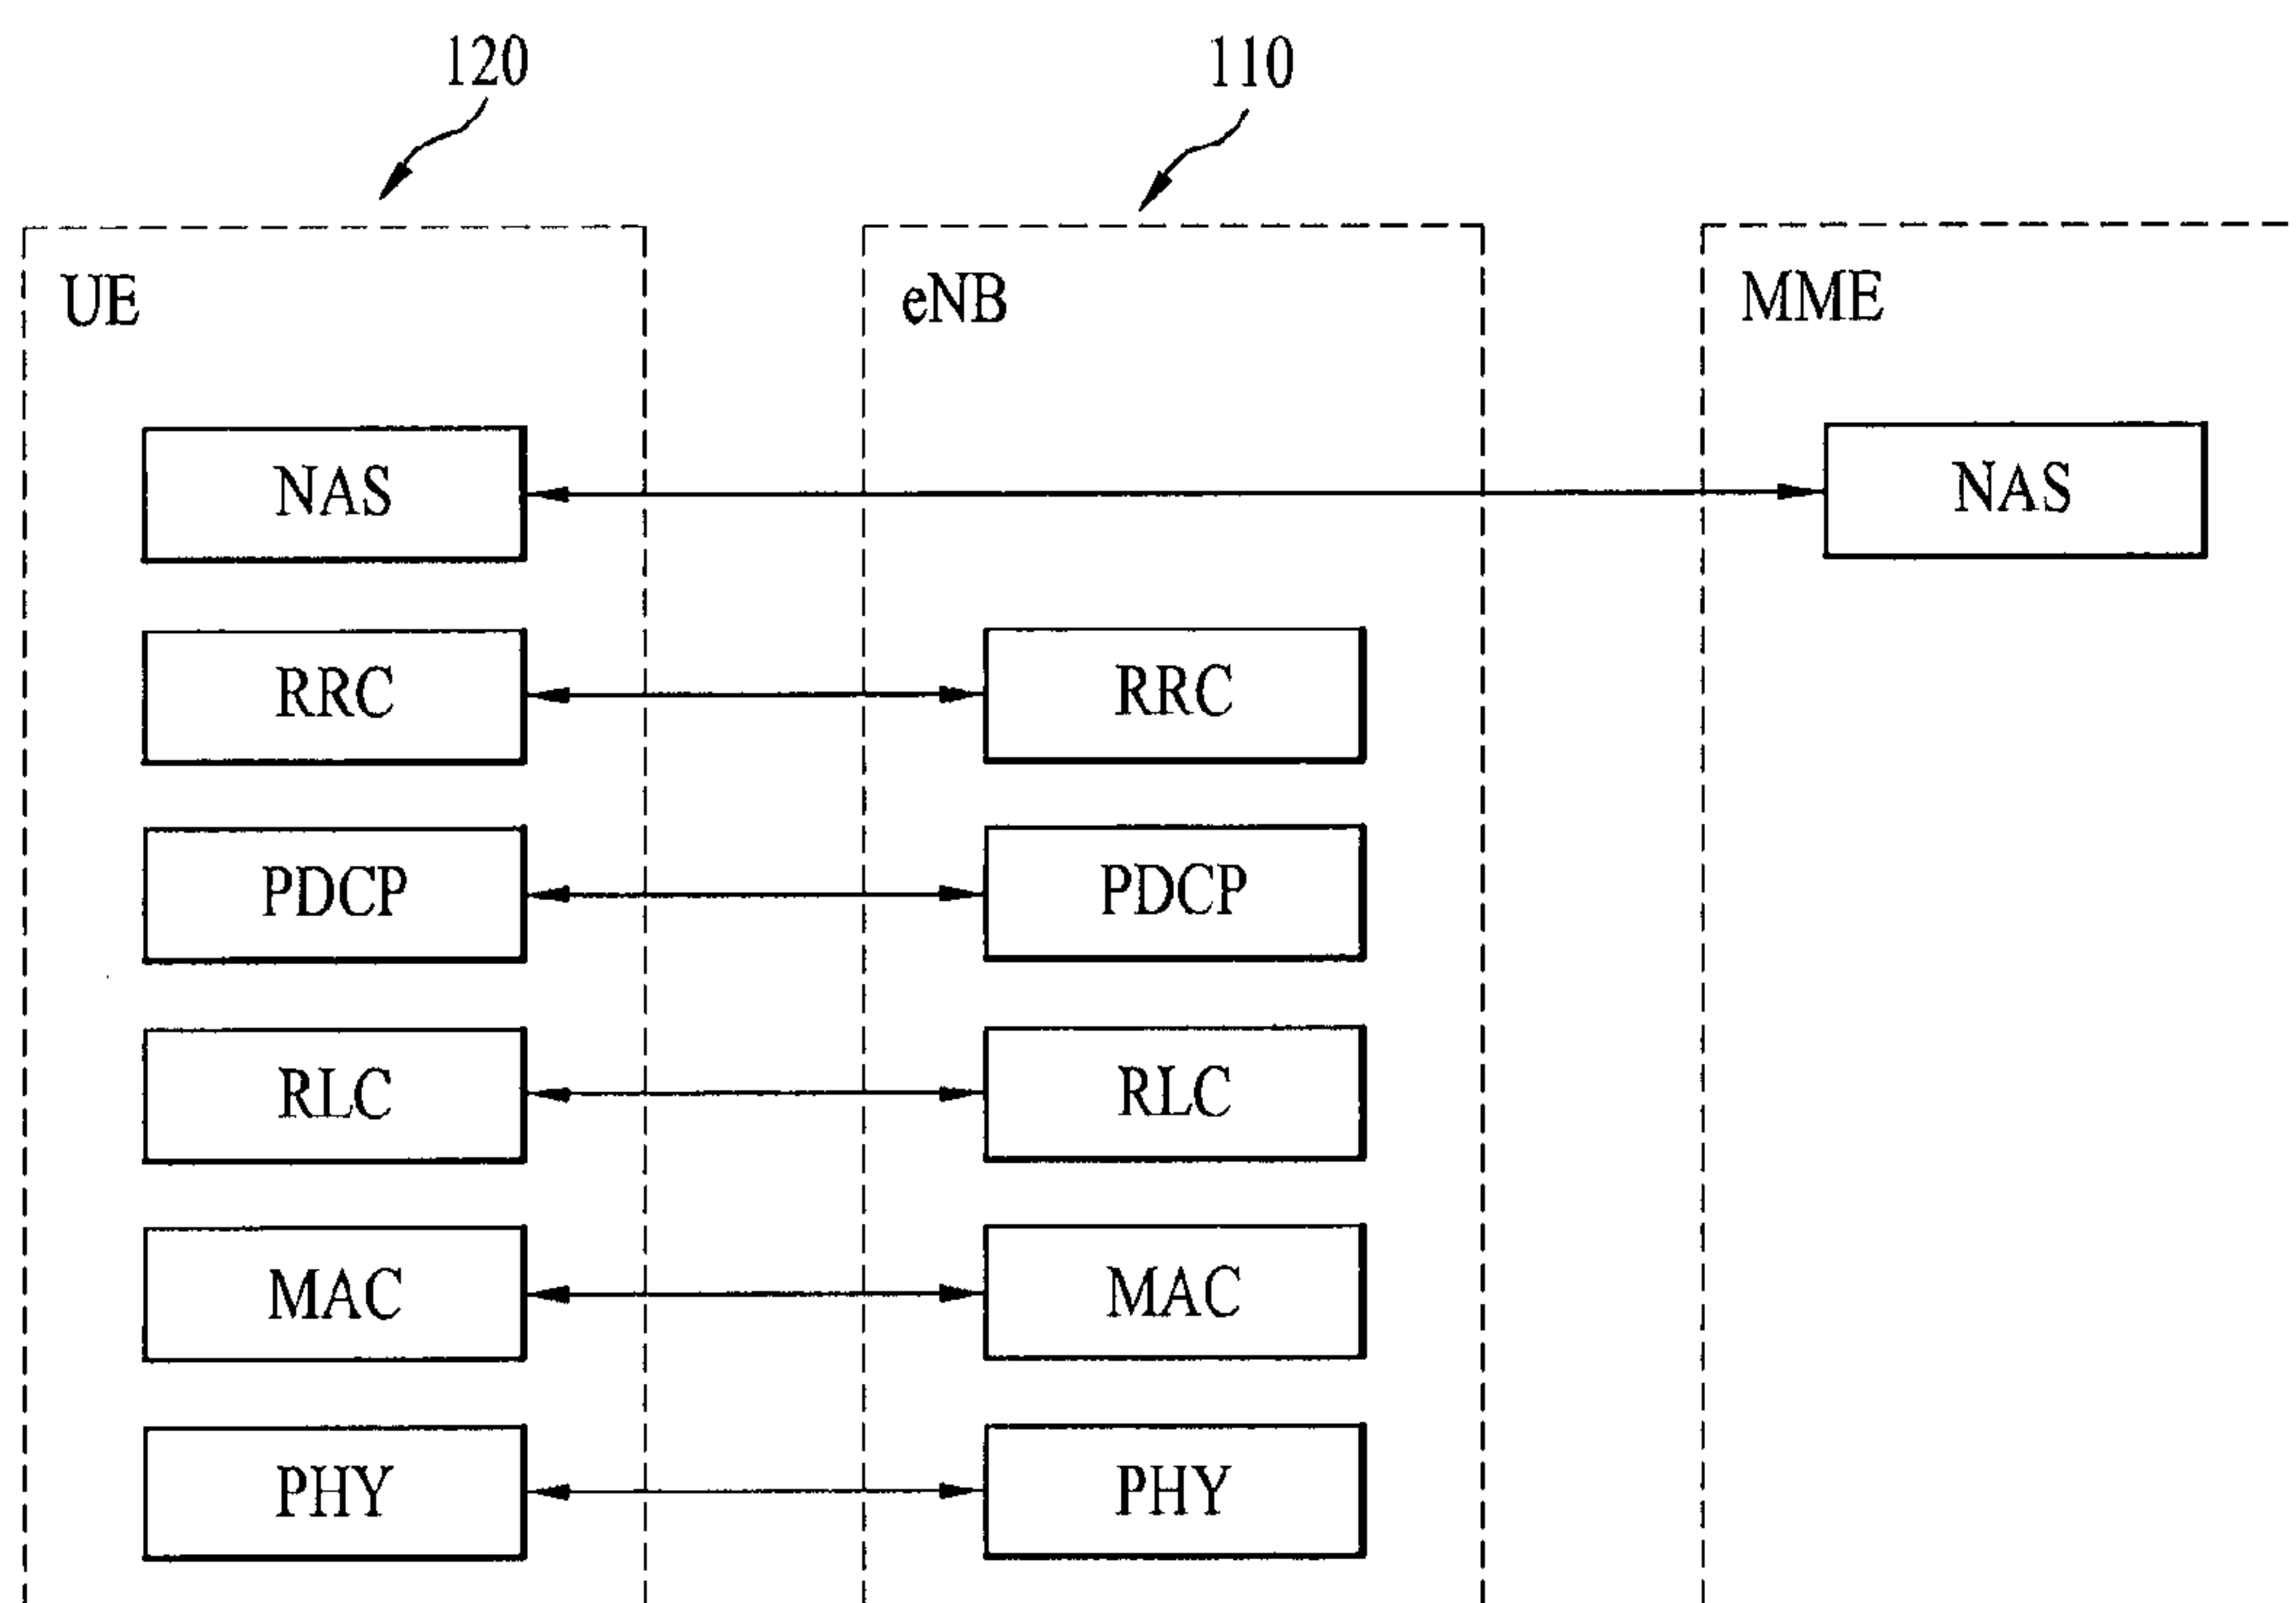 120 110
UE eNB MME
NAS NAS
RRC RRC
PDCP PDCP
RLC RLC
MAC MAC
PHY PHY